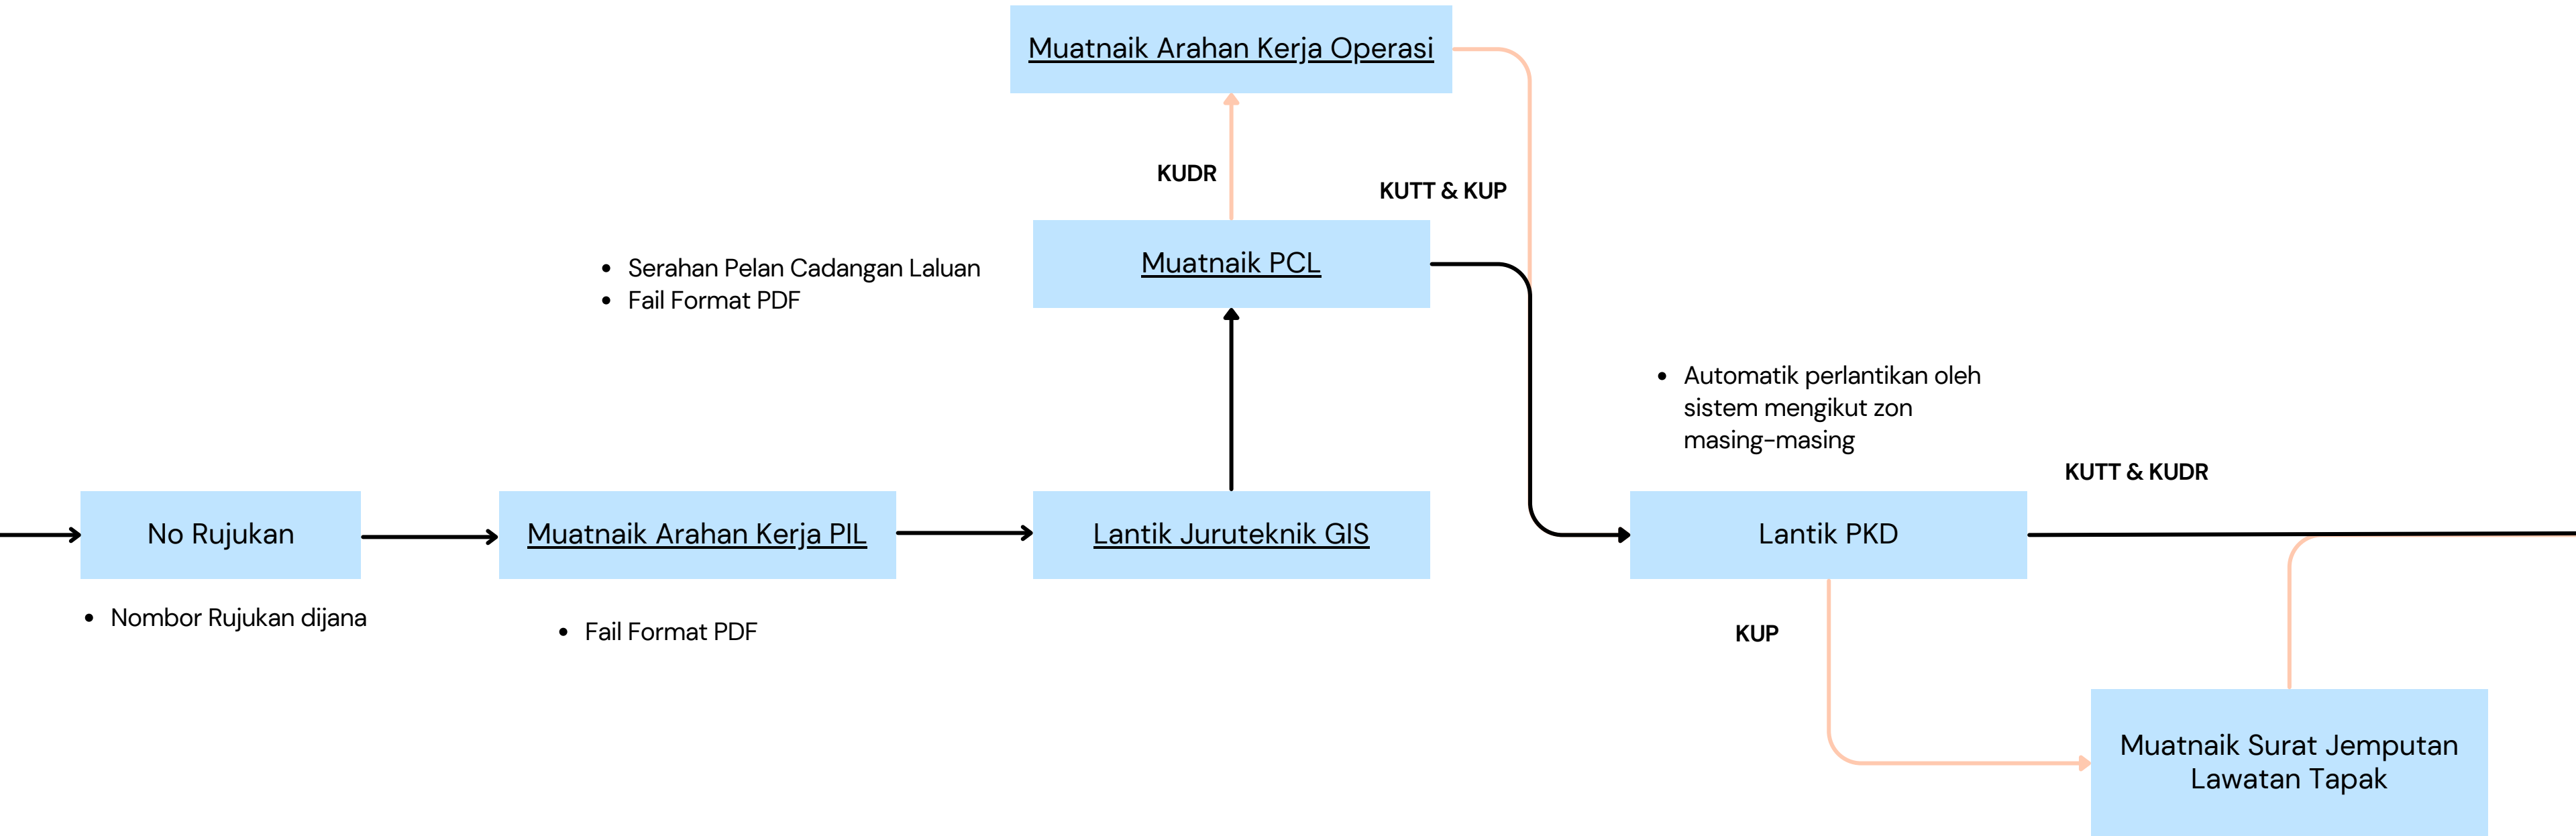 Muatnaik Arahan Kerja Operasi
KUDR
KUTT & KUP
• Serahan Pelan Cadangan Laluan
• Fail Format PDF
Muatnaik PCL
• Automatik perlantikan oleh
sistem mengikut zon
masing-masing
KUTT & KUDR
No Rujukan
Muatnaik Arahan Kerja PIL
Lantik Juruteknik GIS
Lantik PKD
• Nombor Rujukan dijana
• Fail Format PDF
KUP
Muatnaik Surat Jemputan
Lawatan Tapak